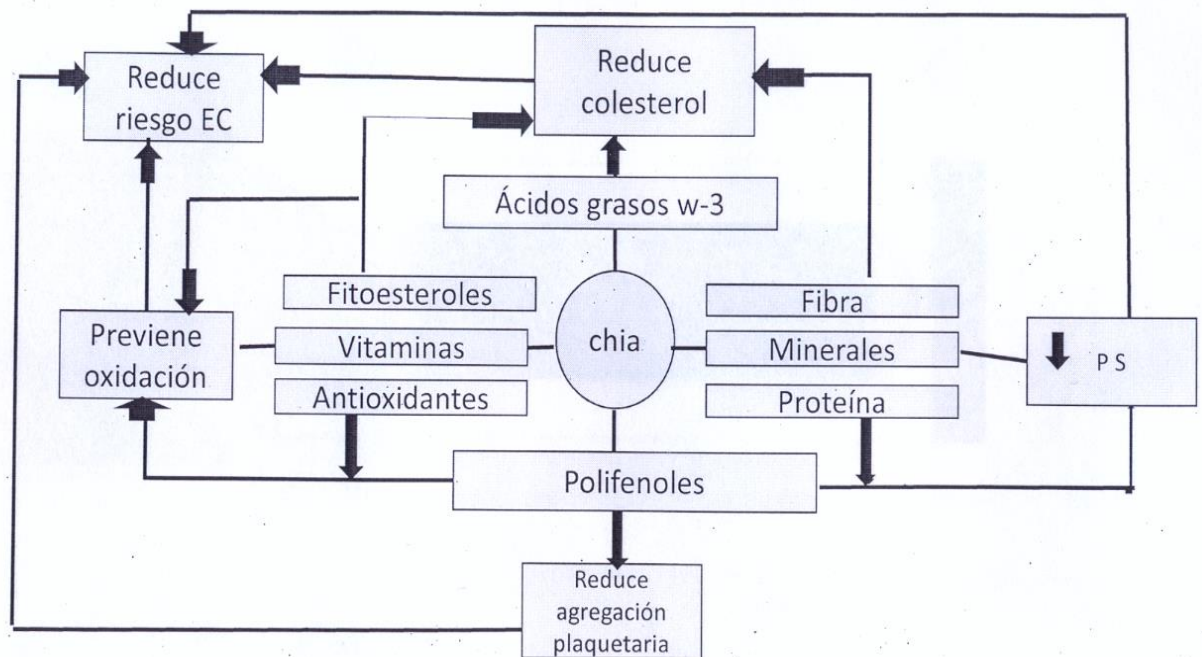 Reduce
riesgo EC
Reduce
colesterol
Ácidos grasos w-3
Fitoesteroles
Fibra
Previene
oxidación
Vitaminas
chia
Minerales
P S
Antioxidantes
Proteína
Polifenoles
Reduce
agregación
plaquetaria